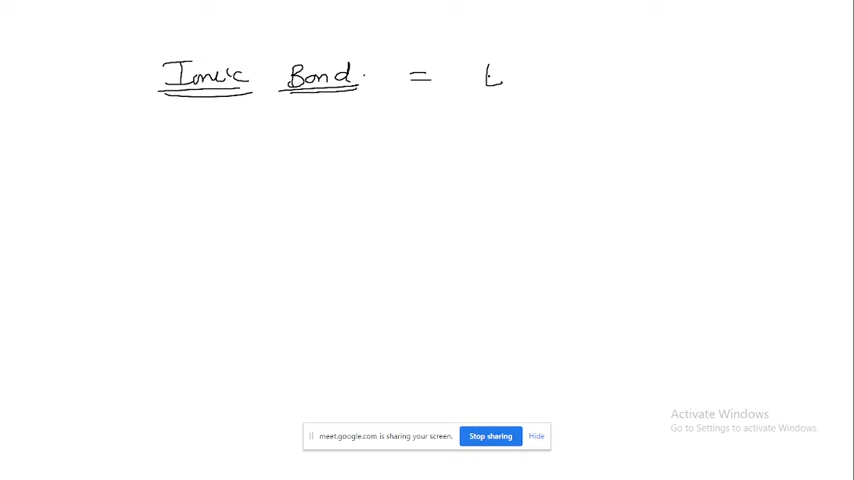 Ionic Bond. =
meet.google.com is sharing your screen. Stop sharing Hide
Activate Windows
Go to Settings to activate Windows.